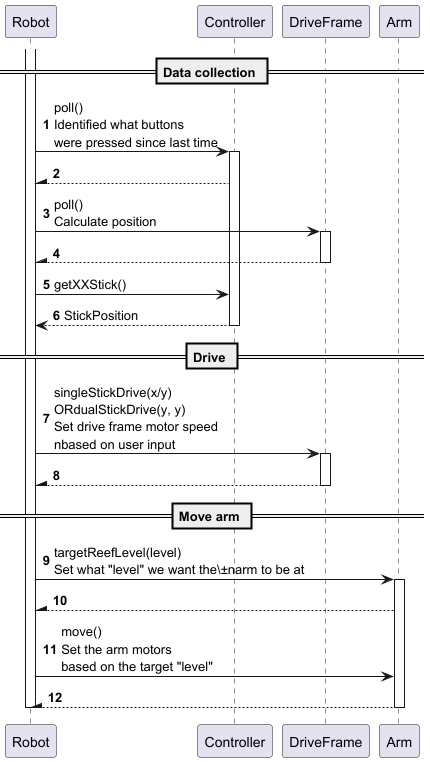 Robot Controller DriveFrame Arm
Data collection
poll()
1 Identified what buttons
were pressed since last time
2
poll()
3 Calculate position
4
5 getXXStick()
6 StickPosition
Drive
singleStickDrive(x/y)
ORdualStickDrive(y, y)
7 Set drive frame motor speed
nbased on user input
8
Move arm
9 targetReefLevel(level)
Set what "level" we want the\±narm to be at
10
move()
11 Set the arm motors
based on the target "level"
12
Robot Controller DriveFrame Arm